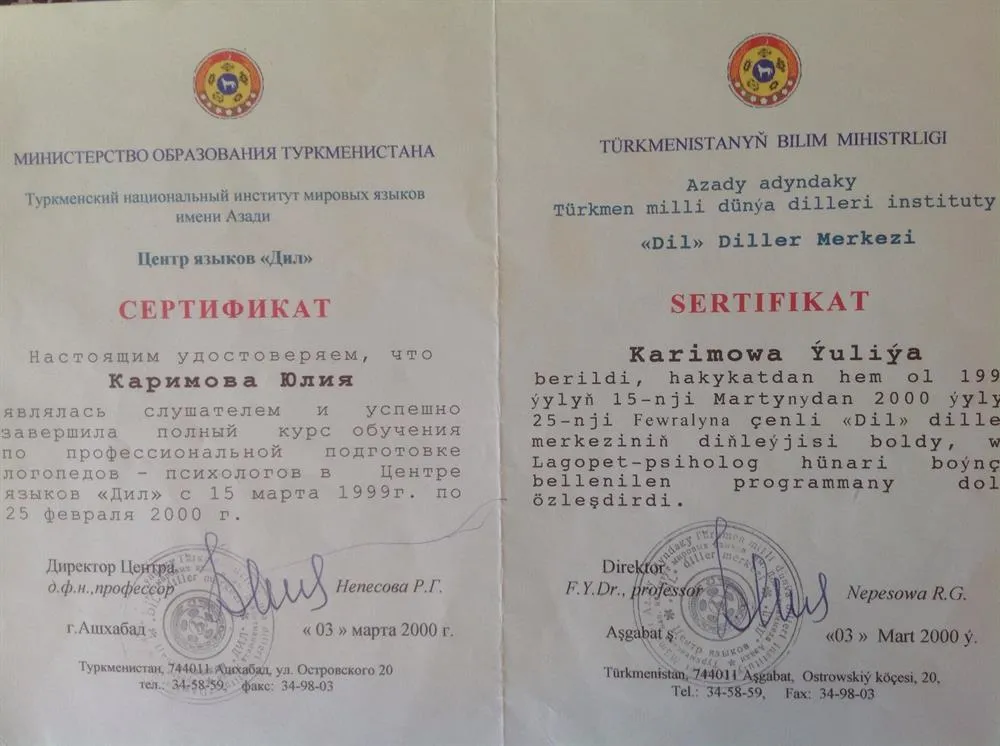 МИНИСТЕРСТВО ОБРАЗОВАНИЯ ТУРКМЕНИСТАНА
Туркменский национальный институт мировых языков
имени Азади
Центр языков «Дил»
СЕРТИФИКАТ
Настоящим удостоверяем, что
Каримова Юлия
являлась слушателем и успешно
завершила полный курс обучения
по профессиональной подготовке
логопедов - психологов в Центре
языков «Дил» с 15 марта 1999г. по
25 февраля 2000 г.
Директор Центра
д.ф.н.,профессор Непесова Р.Г.
г.Ашхабад « 03 » марта 2000 г.
Туркменистан, 744011 Ашхабад, ул. Островского 20
тел.: 34-58-59, факс: 34-98-03
TÜRKMENISTANYŇ BILIM MIHISTRLIGI
Azady adyndaky
Türkmen milli dünýa dilleri instituty
«Dil» Diller Merkezi
SERTIFIKAT
Karimowa Ýuliýa
berildi, hakykatdan hem ol 199
ýylyň 15-nji Martynydan 2000 ýyly
25-nji Fewralyna çenli «Dil» dille
merkeziniň diňleýjisi boldy, w
Lagopet-psiholog hünari boýnç
bellenilen programmany dol
özleşdirdi.
Direktor
F.Y.Dr., professor Nepesowa R.G.
Aşgabat ş. «03» Mart 2000 ý.
Türkmenistan, 744011 Aşgabat, Ostrowskiý köçesi, 20,
Tel.: 34-58-59, Fax: 34-98-03